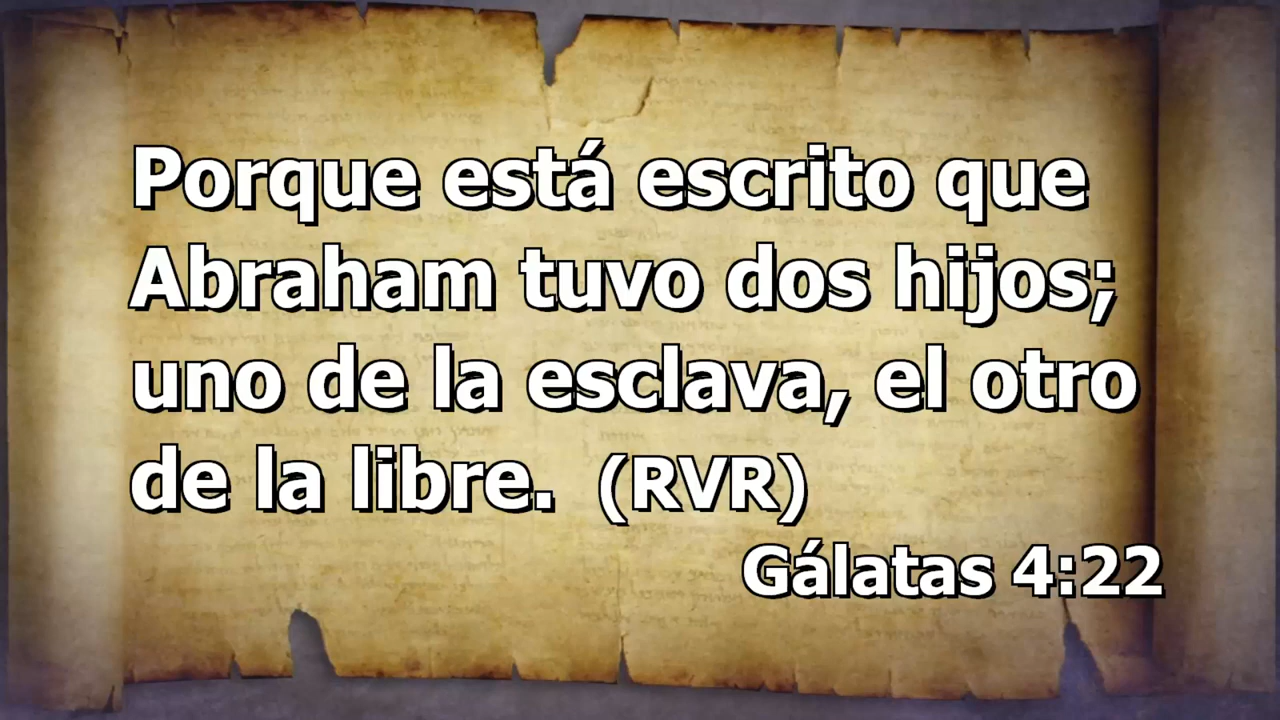 Porque está escrito que
Abraham tuvo dos hijos;
uno de la esclava, el otro
de la libre. (RVR)
Gálatas 4:22